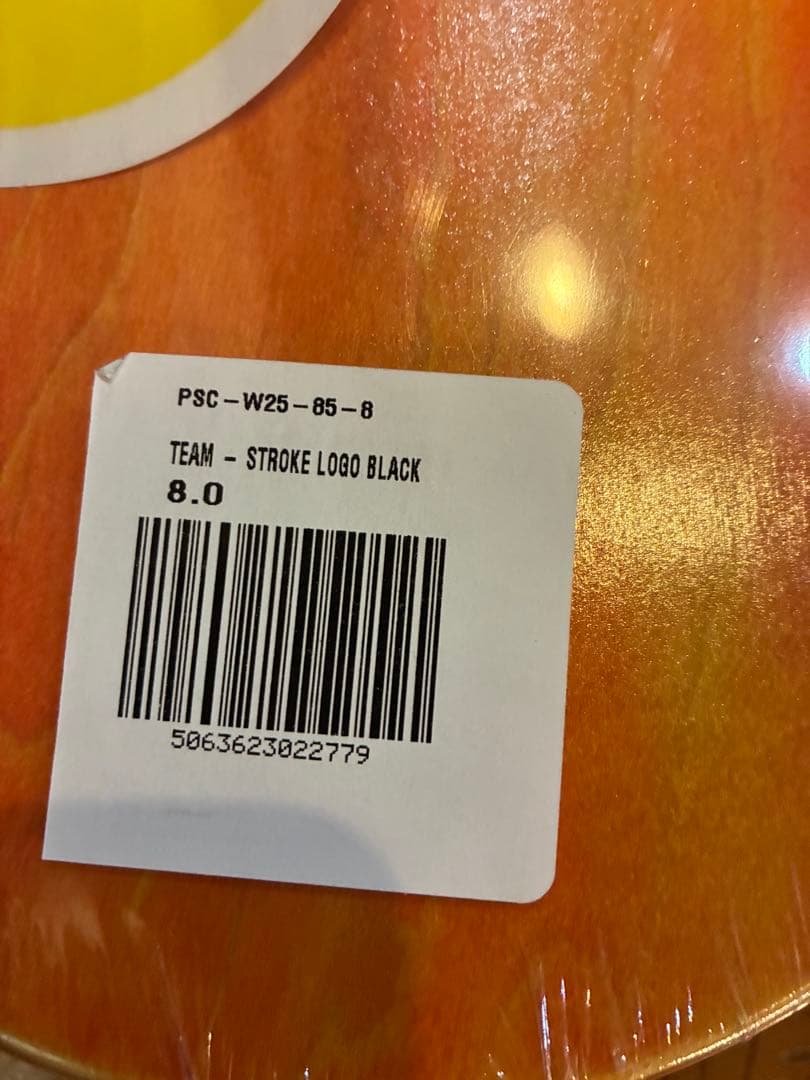 PSC-W25-85-8
TEAM - STROKE LOGO BLACK
8.0
5063623022779